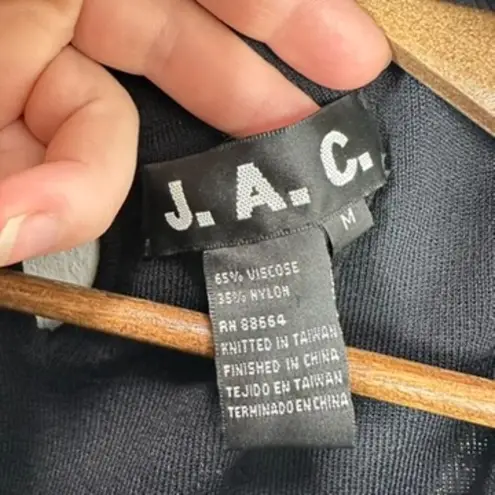 J. A. C.
M
65% VISCOSE
35% NYLON
RN 88664
KNITTED IN TAIWAN
FINISHED IN CHINA
TEJIDO EN TAIWAN
TERMINADO EN CHINA